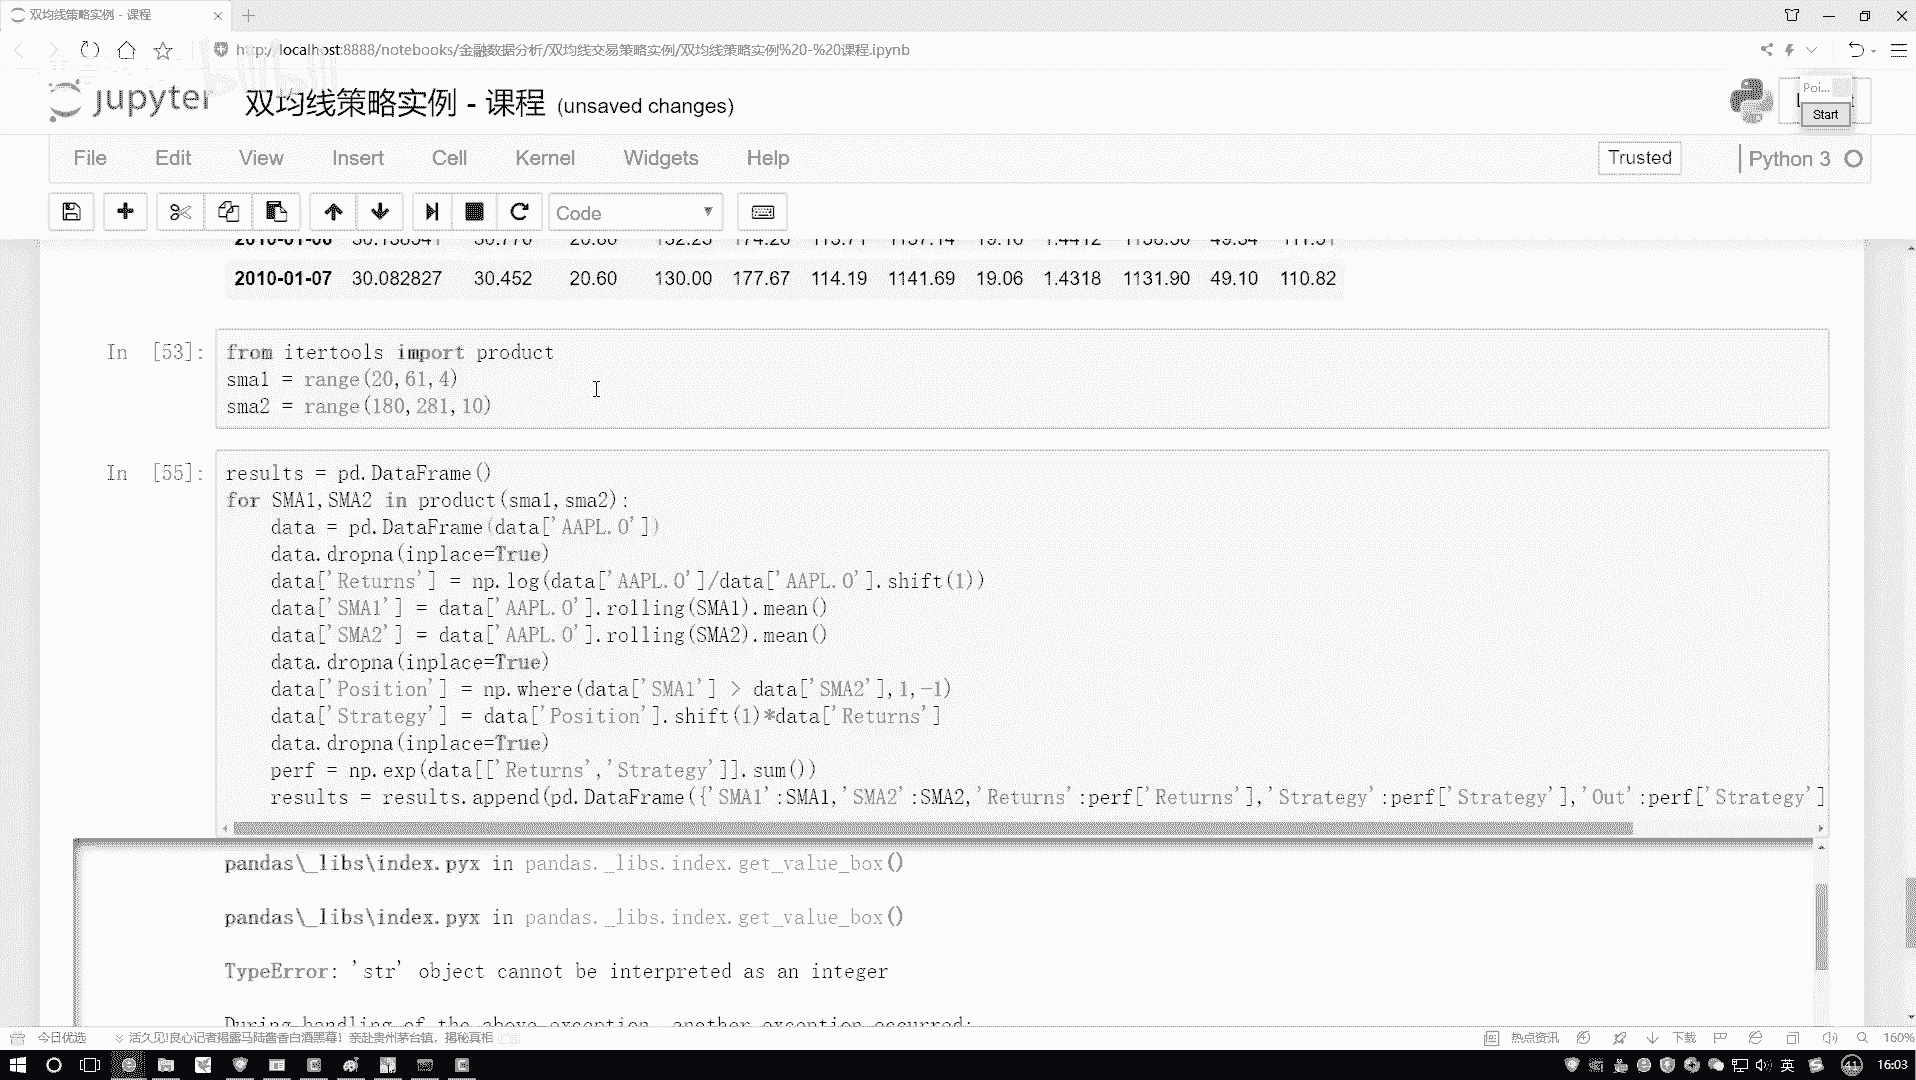 双均线策略实例 - 课程
http://localhost:8888/notebooks/金融数据分析/双均线交易策略实例/双均线策略实例%20-%20课程.ipynb
jupyter 双均线策略实例 - 课程 (unsaved changes)
Poi...
Start
File Edit View Insert Cell Kernel Widgets Help
Trusted
Python 3
Code
2010-01-07 30.082827 30.452 20.60 130.00 177.67 114.19 1141.69 19.06 1.4318 1131.90 49.10 110.82
In [53]:
from itertools import product
sma1 = range(20,61,4)
sma2 = range(180,281,10)
In [55]:
results = pd.DataFrame()
for SMA1,SMA2 in product(sma1,sma2):
data = pd.DataFrame(data['AAPL.O'])
data.dropna(inplace=True)
data['Returns'] = np.log(data['AAPL.O']/data['AAPL.O'].shift(1))
data['SMA1'] = data['AAPL.O'].rolling(SMA1).mean()
data['SMA2'] = data['AAPL.O'].rolling(SMA2).mean()
data.dropna(inplace=True)
data['Position'] = np.where(data['SMA1'] > data['SMA2'],1,-1)
data['Strategy'] = data['Position'].shift(1)*data['Returns']
data.dropna(inplace=True)
perf = np.exp(data[['Returns','Strategy']].sum())
results = results.append(pd.DataFrame({'SMA1':SMA1,'SMA2':SMA2,'Returns':perf['Returns'],'Strategy':perf['Strategy'],'Out':perf['Strategy']
pandas\_libs\index.pyx in pandas._libs.index.get_value_box()
pandas\_libs\index.pyx in pandas._libs.index.get_value_box()
TypeError: 'str' object cannot be interpreted as an integer
During handling of the above exception, another exception occurred:
今日优选 活久见!良心记者揭露马陆酱香白酒黑幕! 亲赴贵州茅台镇, 揭秘真相
热点资讯 下载 160%
英 41 16:03